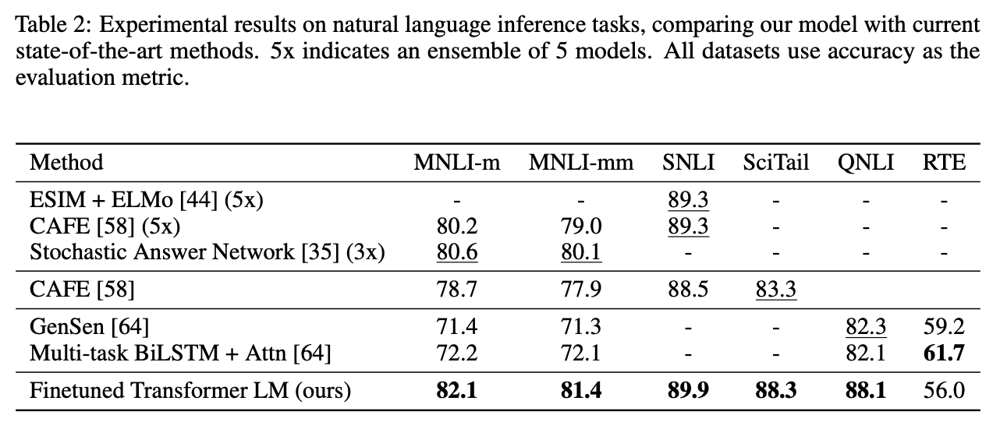 Table 2: Experimental results on natural language inference tasks, comparing our model with current
state-of-the-art methods. 5x indicates an ensemble of 5 models. All datasets use accuracy as the
evaluation metric.
Method MNLI-m MNLI-mm SNLI SciTail QNLI RTE
ESIM + ELMo [44] (5x) - - 89.3 - - -
CAFE [58] (5x) 80.2 79.0 89.3 - - -
Stochastic Answer Network [35] (3x) 80.6 80.1 - - - -
CAFE [58] 78.7 77.9 88.5 83.3
GenSen [64] 71.4 71.3 - - 82.3 59.2
Multi-task BiLSTM + Attn [64] 72.2 72.1 - - 82.1 61.7
Finetuned Transformer LM (ours) 82.1 81.4 89.9 88.3 88.1 56.0